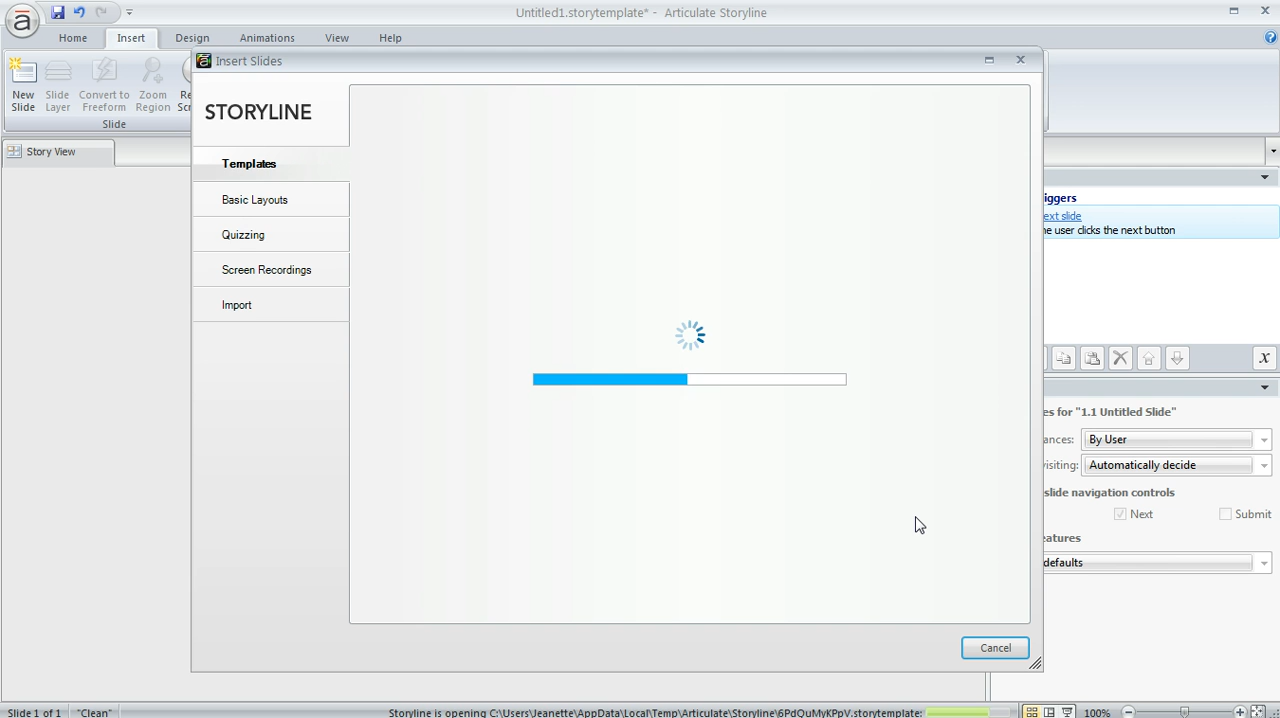 Untitled1.storytemplate* - Articulate Storyline
Home Insert Design Animations View Help
Insert Slides
New Slide
Slide Layer
Convert to Freeform
Zoom Region
Slide
STORYLINE
Templates
Basic Layouts
Quizzing
Screen Recordings
Import
Story View
iggers
ext slide
ne user clicks the next button
x
es for "1.1 Untitled Slide"
ances: By User
visiting: Automatically decide
slide navigation controls
Next Submit
eatures
defaults
Cancel
Slide 1 of 1 "Clean" Storyline is opening C:\Users\Jeanette\AppData\Local\Temp\Articulate\Storyline\6PdQuMyKPpV.storytemplate: 100%